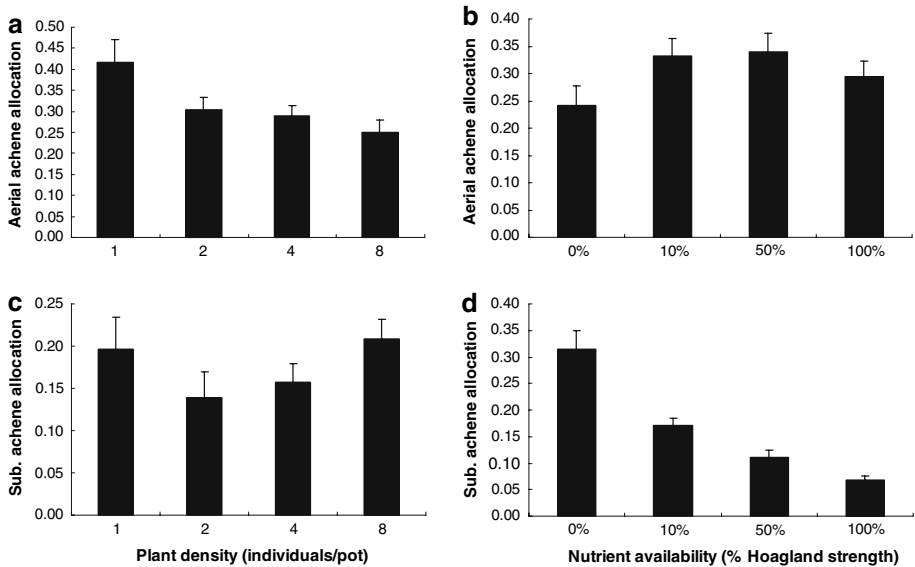 a
Aerial achene allocation
0.50
0.45
0.40
0.35
0.30
0.25
0.20
0.15
0.10
0.05
0.00
1 2 4 8
b
Aerial achene allocation
0.40
0.35
0.30
0.25
0.20
0.15
0.10
0.05
0.00
0% 10% 50% 100%
c
Sub. achene allocation
0.25
0.20
0.15
0.10
0.05
0.00
1 2 4 8
Plant density (individuals/pot)
d
Sub. achene allocation
0.40
0.35
0.30
0.25
0.20
0.15
0.10
0.05
0.00
0% 10% 50% 100%
Nutrient availability (% Hoagland strength)